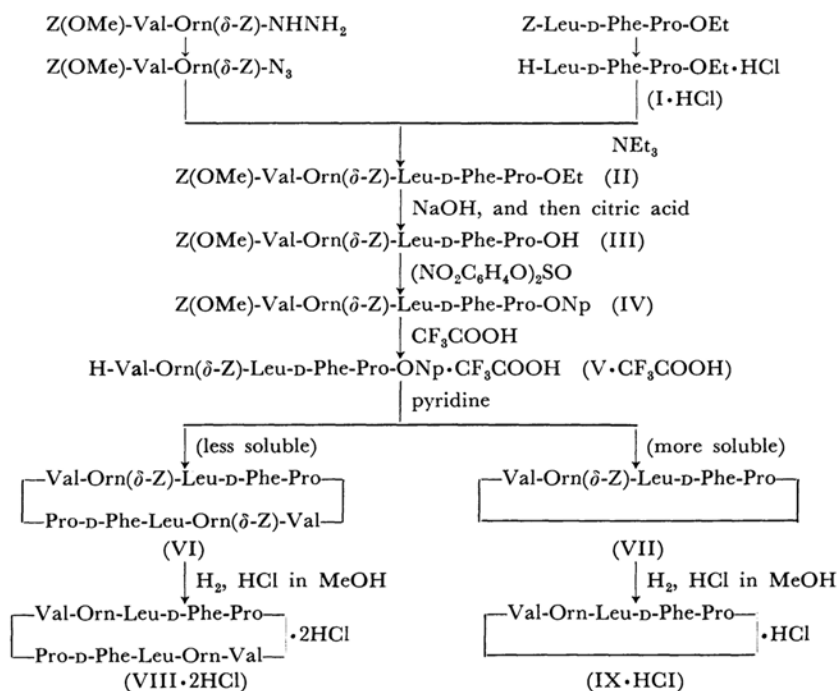 Z(OMe)-Val-Orn(δ-Z)-NHNH₂ Z-Leu-D-Phe-Pro-OEt
Z(OMe)-Val-Orn(δ-Z)-N₃ H-Leu-D-Phe-Pro-OEt·HCl
(I·HCl)
NEt₃
Z(OMe)-Val-Orn(δ-Z)-Leu-D-Phe-Pro-OEt (II)
NaOH, and then citric acid
Z(OMe)-Val-Orn(δ-Z)-Leu-D-Phe-Pro-OH (III)
(NO₂C₆H₄O)₂SO
Z(OMe)-Val-Orn(δ-Z)-Leu-D-Phe-Pro-ONp (IV)
CF₃COOH
H-Val-Orn(δ-Z)-Leu-D-Phe-Pro-ONp·CF₃COOH (V·CF₃COOH)
pyridine
(less soluble) (more soluble)
Val-Orn(δ-Z)-Leu-D-Phe-Pro Val-Orn(δ-Z)-Leu-D-Phe-Pro
Pro-D-Phe-Leu-Orn(δ-Z)-Val
(VI) (VII)
H₂, HCl in MeOH H₂, HCl in MeOH
Val-Orn-Leu-D-Phe-Pro Val-Orn-Leu-D-Phe-Pro
·2HCl ·HCl
Pro-D-Phe-Leu-Orn-Val
(VIII·2HCl) (IX·HCl)